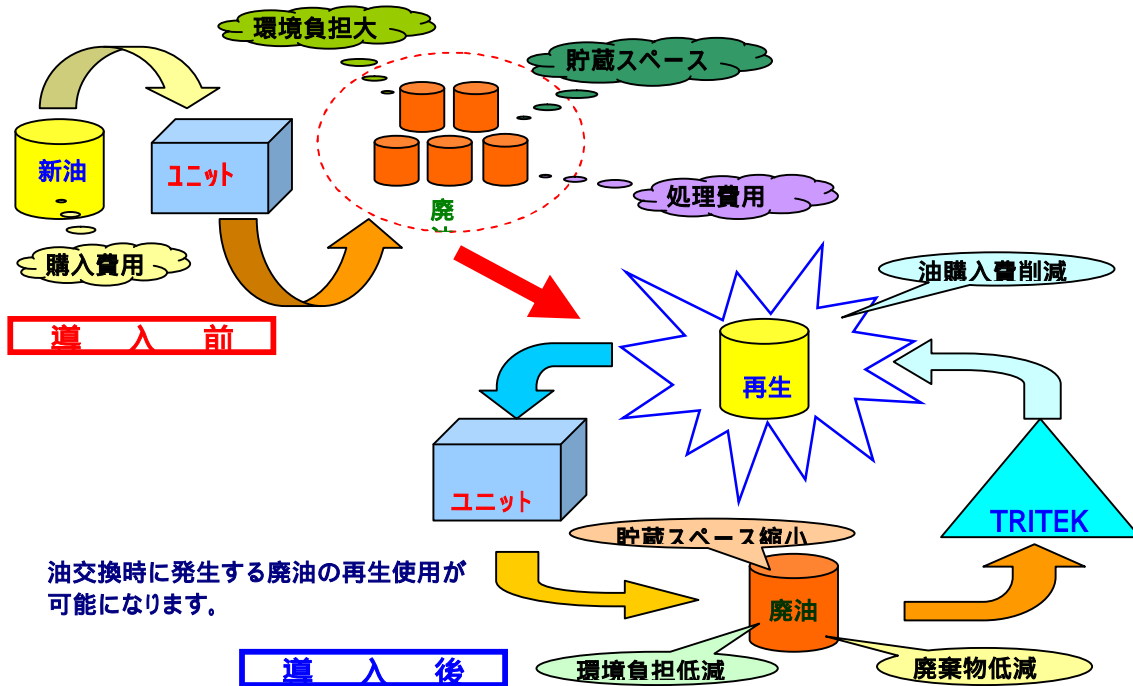 環境負担大
貯蔵スペース
新油
ユニット
処理費用
廃
購入費用
油購入費削減
導 入 前
再生
ユニット
TRITEK
貯蔵スペース縮小
油交換時に発生する廃油の再生使用が
可能になります。
廃油
環境負担低減
廃棄物低減
導 入 後